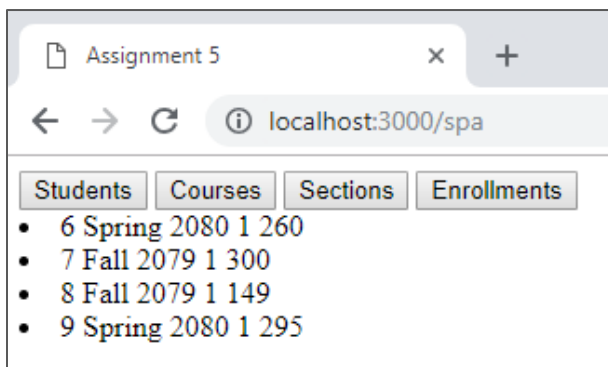 Assignment 5
localhost:3000/spa
Students Courses Sections Enrollments
6 Spring 2080 1 260
7 Fall 2079 1 300
8 Fall 2079 1 149
9 Spring 2080 1 295